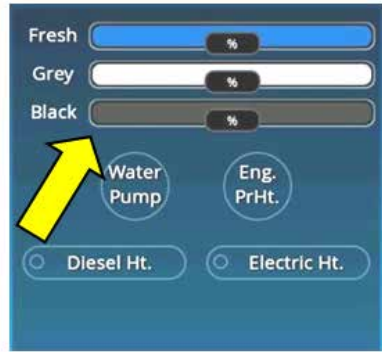 Fresh
%
Grey
%
Black
%
Water Pump
Eng. PrHt.
Diesel Ht.
Electric Ht.